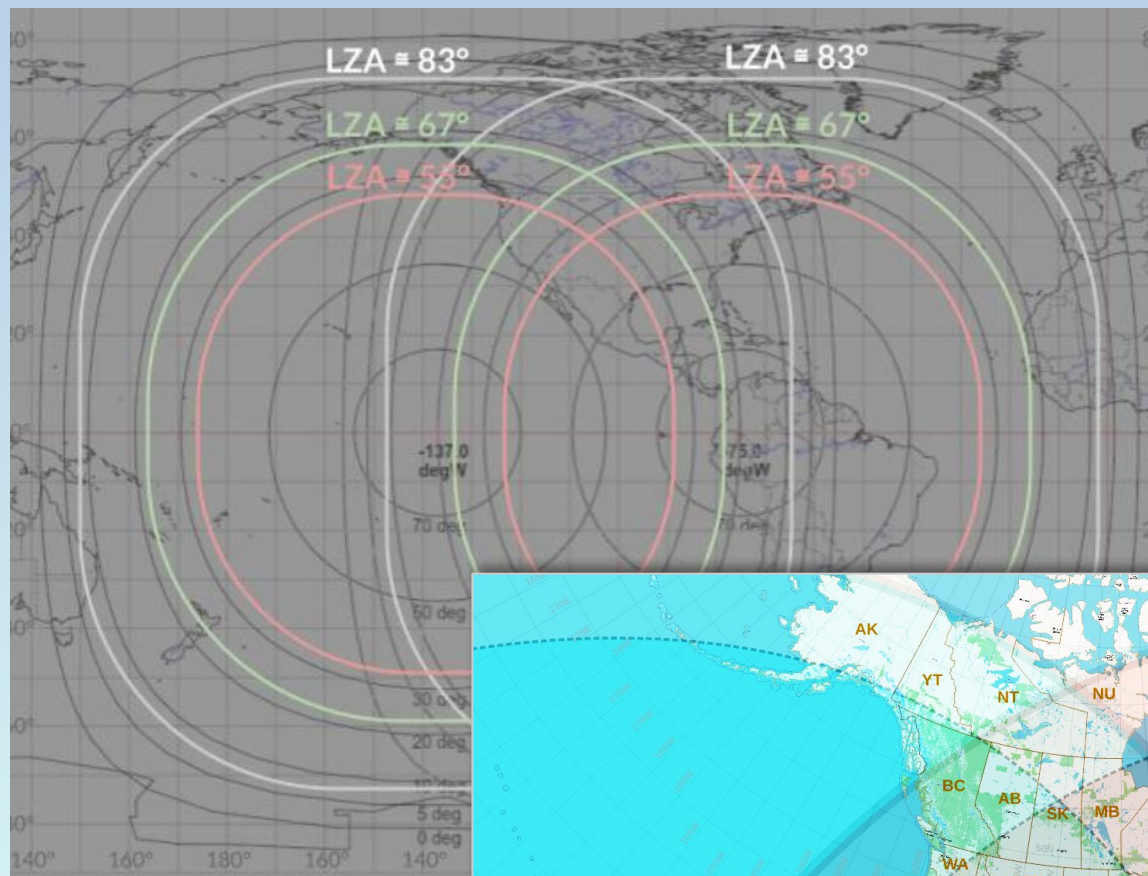 LZA ≅ 83°
LZA ≅ 83°
LZA ≅ 67°
LZA ≅ 67°
LZA ≅ 55°
LZA ≅ 55°
-137.0
degW
-75.0
degW
70 deg
70 deg
50 deg
30 deg
20 deg
10 deg
5 deg
0 deg
140°
160°
180°
160°
140°
AK
YT
NT
NU
BC
AB
SK
MB
WA
50N